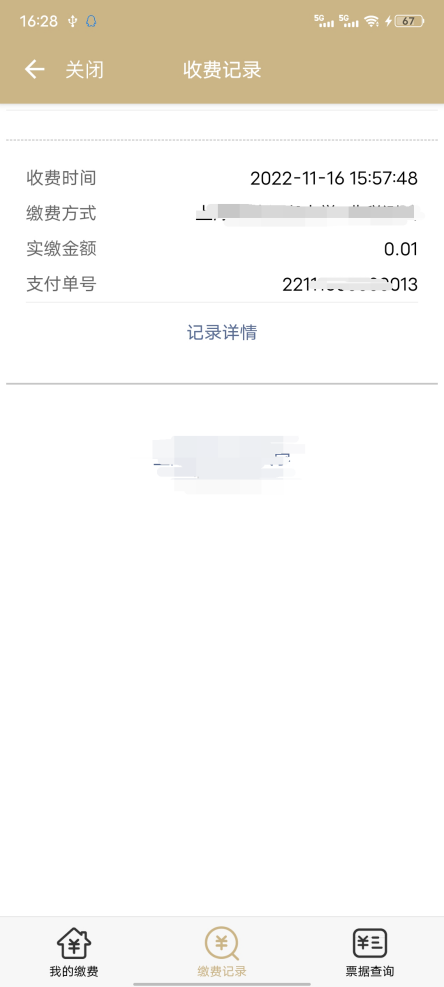 16:28 5G 5G 67
关闭 收费记录
收费时间 2022-11-16 15:57:48
缴费方式
实缴金额 0.01
支付单号
记录详情
我的缴费 缴费记录 票据查询